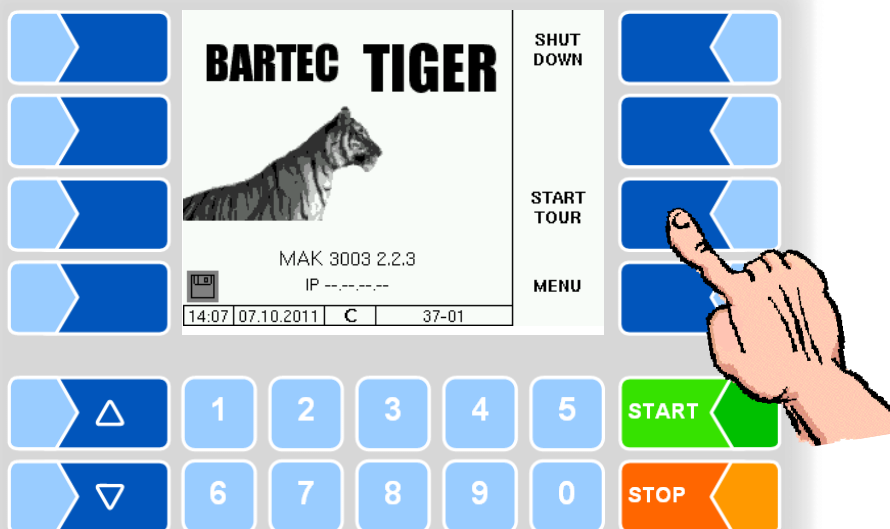 BARTEC TIGER
SHUT
DOWN
START
TOUR
MAK 3003 2.2.3
IP --.--.--.--
MENU
14:07 07.10.2011 C 37-01
1 2 3 4 5 START
6 7 8 9 0 STOP